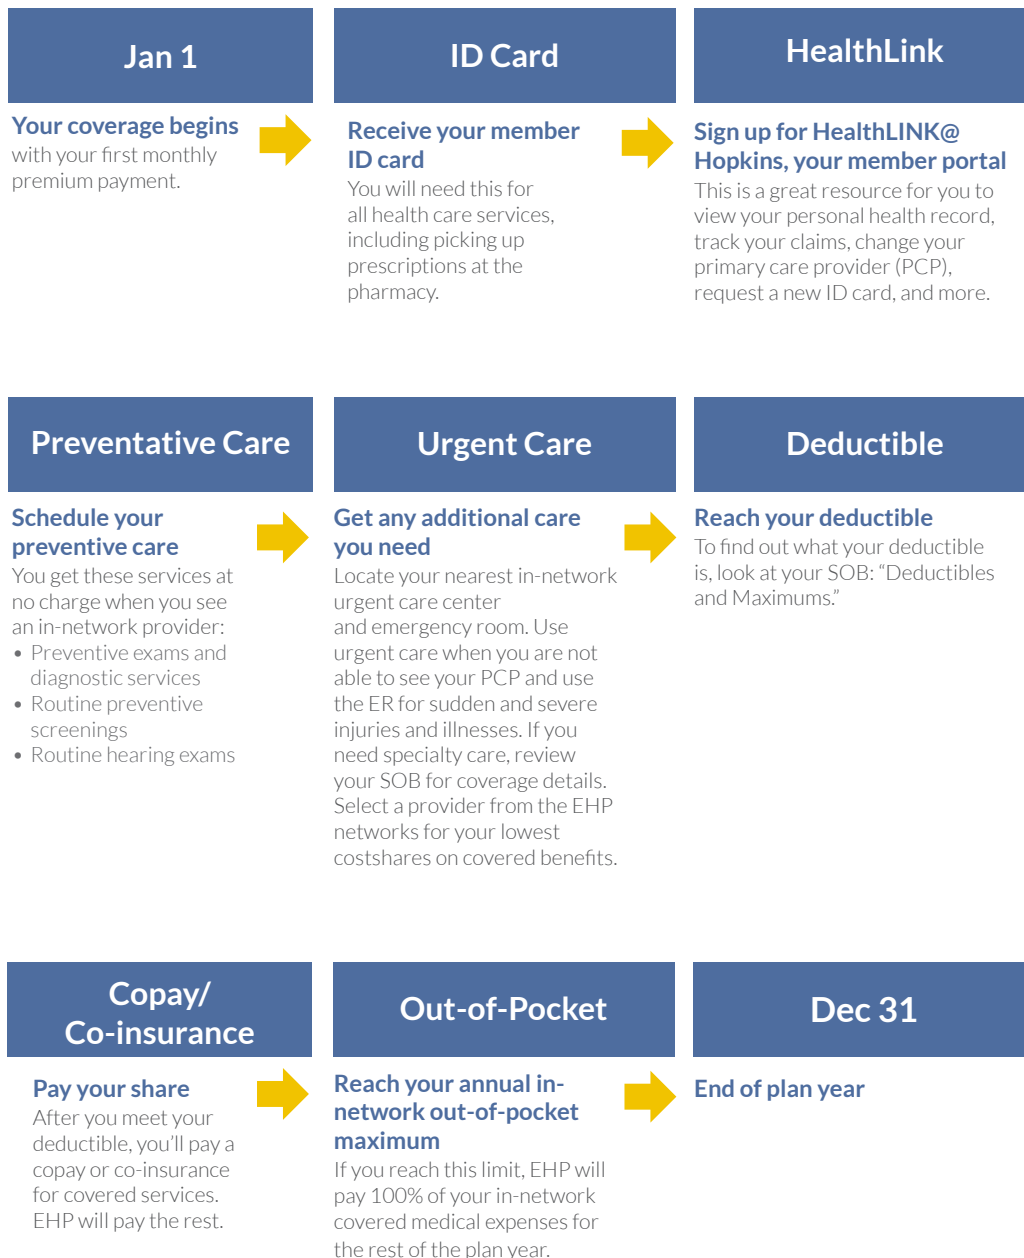 Jan 1
Your coverage begins
with your first monthly
premium payment.
ID Card
Receive your member
ID card
You will need this for
all health care services,
including picking up
prescriptions at the
pharmacy.
HealthLink
Sign up for HealthLINK@
Hopkins, your member portal
This is a great resource for you to
view your personal health record,
track your claims, change your
primary care provider (PCP),
request a new ID card, and more.
Preventative Care
Schedule your
preventive care
You get these services at
no charge when you see
an in-network provider:
• Preventive exams and
diagnostic services
• Routine preventive
screenings
• Routine hearing exams
Urgent Care
Get any additional care
you need
Locate your nearest in-network
urgent care center
and emergency room. Use
urgent care when you are not
able to see your PCP and use
the ER for sudden and severe
injuries and illnesses. If you
need specialty care, review
your SOB for coverage details.
Select a provider from the EHP
networks for your lowest
costshares on covered benefits.
Deductible
Reach your deductible
To find out what your deductible
is, look at your SOB: “Deductibles
and Maximums.”
Copay/
Co-insurance
Pay your share
After you meet your
deductible, you’ll pay a
copay or co-insurance
for covered services.
EHP will pay the rest.
Out-of-Pocket
Reach your annual in-
network out-of-pocket
maximum
If you reach this limit, EHP will
pay 100% of your in-network
covered medical expenses for
the rest of the plan year.
Dec 31
End of plan year